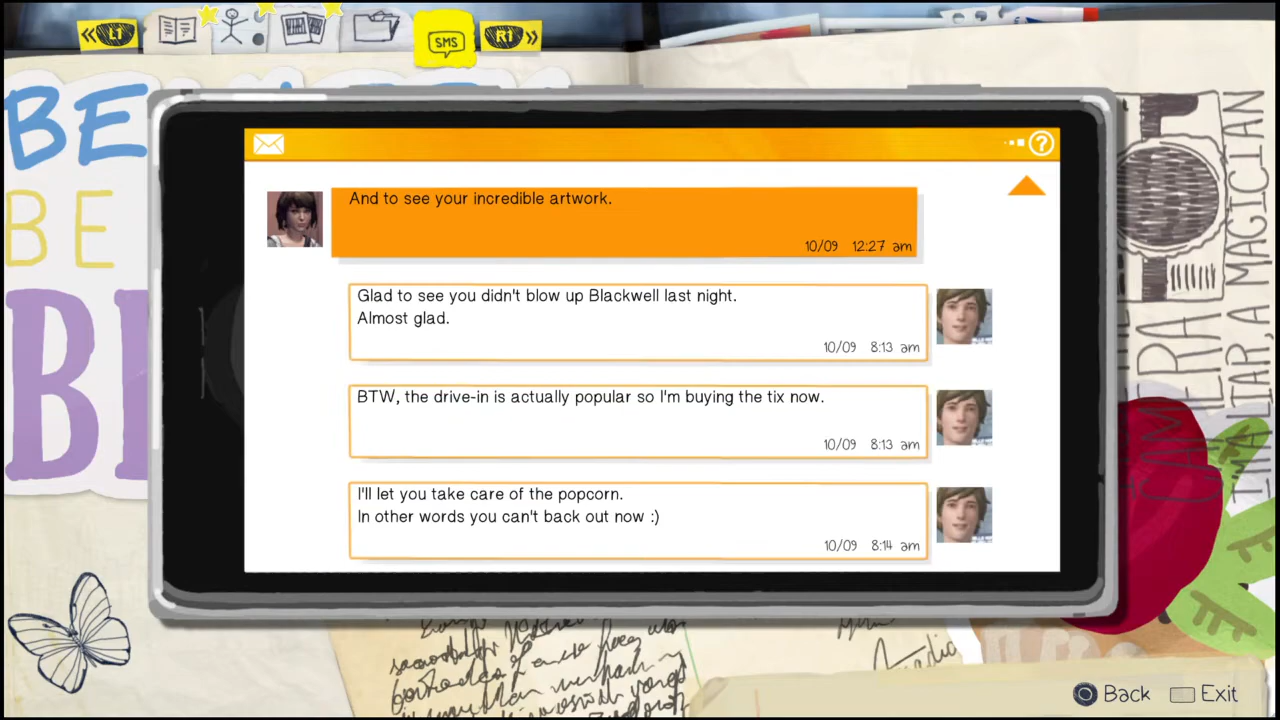 L1
SMS
R1
BE
BE
And to see your incredible artwork.
10/09 12:27 am
Glad to see you didn't blow up Blackwell last night.
Almost glad.
10/09 8:13 am
BTW, the drive-in is actually popular so I'm buying the tix now.
10/09 8:13 am
I'll let you take care of the popcorn.
In other words you can't back out now :)
10/09 8:14 am
?
CAMERA
I'M A LIAR, A MAGICIAN
Back
Exit